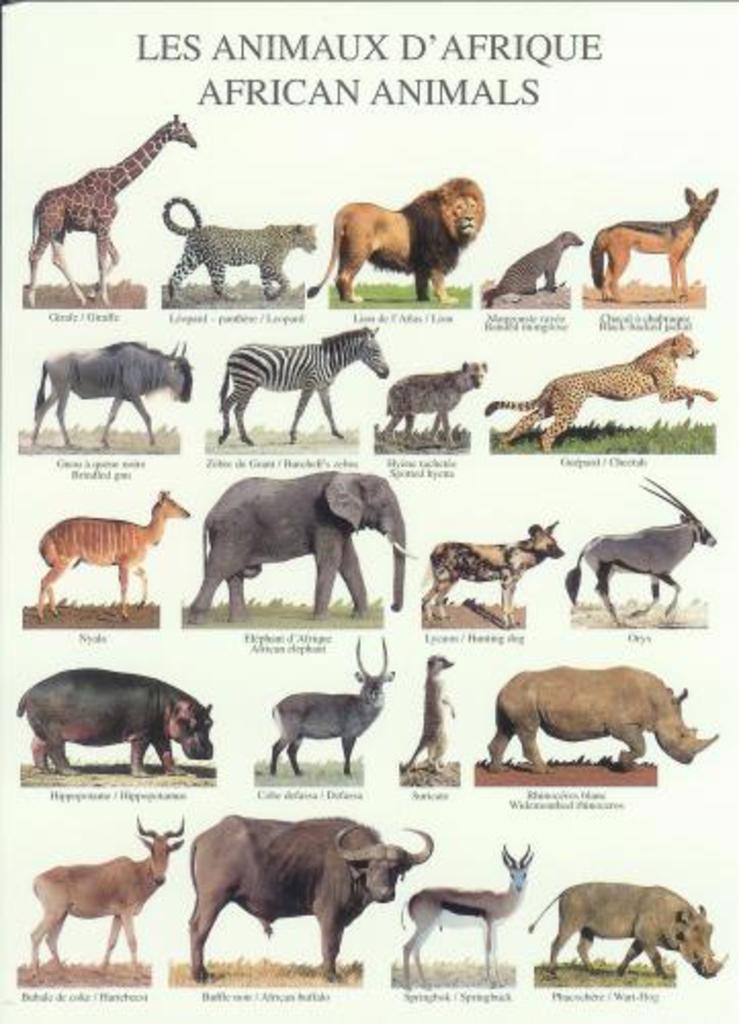 LES ANIMAUX D'AFRIQUE
AFRICAN ANIMALS
Girafe / Giraffe
Léopard - panthère / Leopard
Lion de l'Atlas / Lion
Mangouste rayée
Banded mongoose
Chacal à chabraque
Black-backed jackal
Gnou à queue noire
Brindled gnu
Zèbre de Grant / Burchell's zebra
Hyène tachetée
Spotted hyena
Guépard / Cheetah
Nyala
Eléphant d'Afrique
African elephant
Lycaon / Hunting dog
Oryx
Hippopotame / Hippopotamus
Cobe defassa / Defassa
Suricate
Rhinocéros blanc
Widemouthed rhinoceros
Bubale de coke / Hartebeest
Buffle noir / African buffalo
Springbok / Springbuck
Phacochère / Wart-Hog